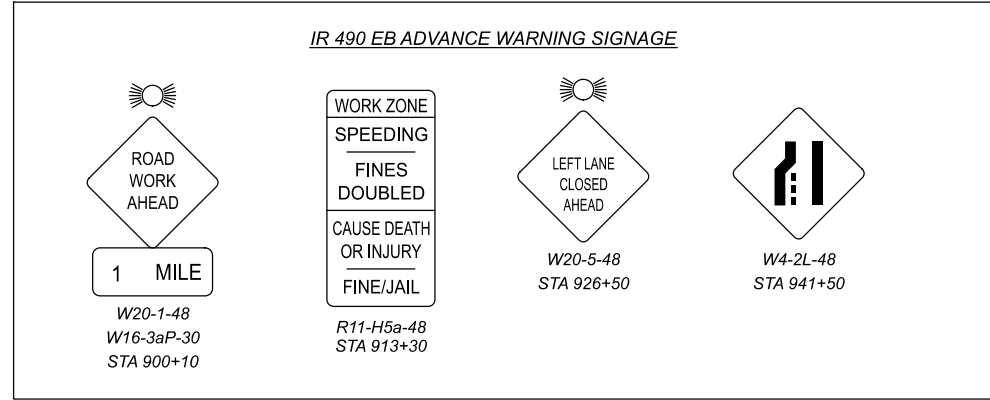 IR 490 EB ADVANCE WARNING SIGNAGE
ROAD
WORK
AHEAD
1 MILE
W20-1-48
W16-3aP-30
STA 900+10
WORK ZONE
SPEEDING
FINES
DOUBLED
CAUSE DEATH
OR INJURY
FINE/JAIL
R11-H5a-48
STA 913+30
LEFT LANE
CLOSED
AHEAD
W20-5-48
STA 926+50
W4-2L-48
STA 941+50